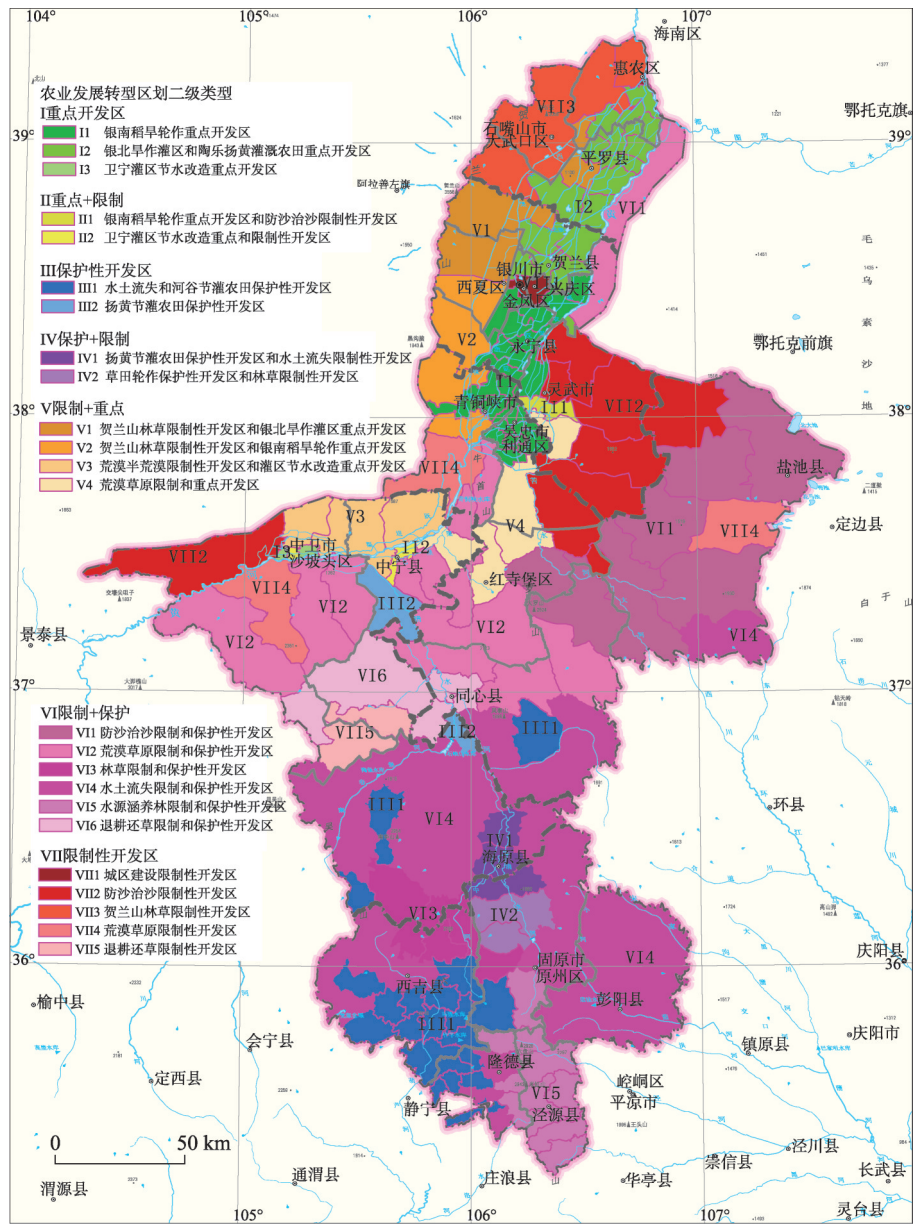 104°
105°
106°
107°
海南区
惠农区
农业发展转型区划二级类型
I重点开发区
I1 银南稻旱轮作重点开发区
I2 银北旱作灌区和陶乐扬黄灌溉农田重点开发区
I3 卫宁灌区节水改造重点开发区
II重点+限制
II1 银南稻旱轮作重点开发区和防沙治沙限制性开发区
II2 卫宁灌区节水改造重点和限制性开发区
III保护性开发区
III1 水土流失和河谷节灌农田保护性开发区
III2 扬黄节灌农田保护性开发区
IV保护+限制
IV1 扬黄节灌农田保护性开发区和水土流失限制性开发区
IV2 草田轮作保护性开发区和林草限制性开发区
V限制+重点
V1 贺兰山林草限制性开发区和银北旱作灌区重点开发区
V2 贺兰山林草限制性开发区和银南稻旱轮作重点开发区
V3 荒漠半荒漠限制性开发区和灌区节水改造重点开发区
V4 荒漠草原限制和重点开发区
39°
39°
VII3
石嘴山市
大武口区
鄂托克旗
平罗县
阿拉善左旗
I2
VI1
V1
贺兰县
银川市
VII1
西夏区
兴庆区
金凤区
毛
乌
素
沙
地
V2
永宁县
鄂托克前旗
I1
灵武市
VII2
青铜峡市
II1
38°
38°
吴忠市
利通区
牛
首
山
VII4
盐池县
V3
V4
VI1
VII4
定边县
VII2
I3
中卫市
沙坡头区
II2
中宁县
红寺堡区
VII4
III2
VI2
VI2
VI2
VI4
白于山
景泰县
37°
37°
VI6
同心县
VII5
III2
III1
VI限制+保护
VI1 防沙治沙限制和保护性开发区
VI2 荒漠草原限制和保护性开发区
VI3 林草限制和保护性开发区
VI4 水土流失限制和保护性开发区
VI5 水源涵养林限制和保护性开发区
VI6 退耕还草限制和保护性开发区
VII限制性开发区
VII1 城区建设限制性开发区
VII2 防沙治沙限制性开发区
VII3 贺兰山林草限制性开发区
VII4 荒漠草原限制性开发区
VII5 退耕还草限制性开发区
III1
VI4
环县
IV1
海原县
VI3
IV2
庆阳县
36°
36°
固原市
原州区
VI4
西吉县
彭阳县
榆中县
III1
会宁县
庆阳市
隆德县
镇原县
定西县
崆峒区
平凉市
VI5
静宁县
泾源县
0
50 km
通渭县
崇信县
泾川县
庄浪县
华亭县
长武县
渭源县
灵台县
105°
106°
107°